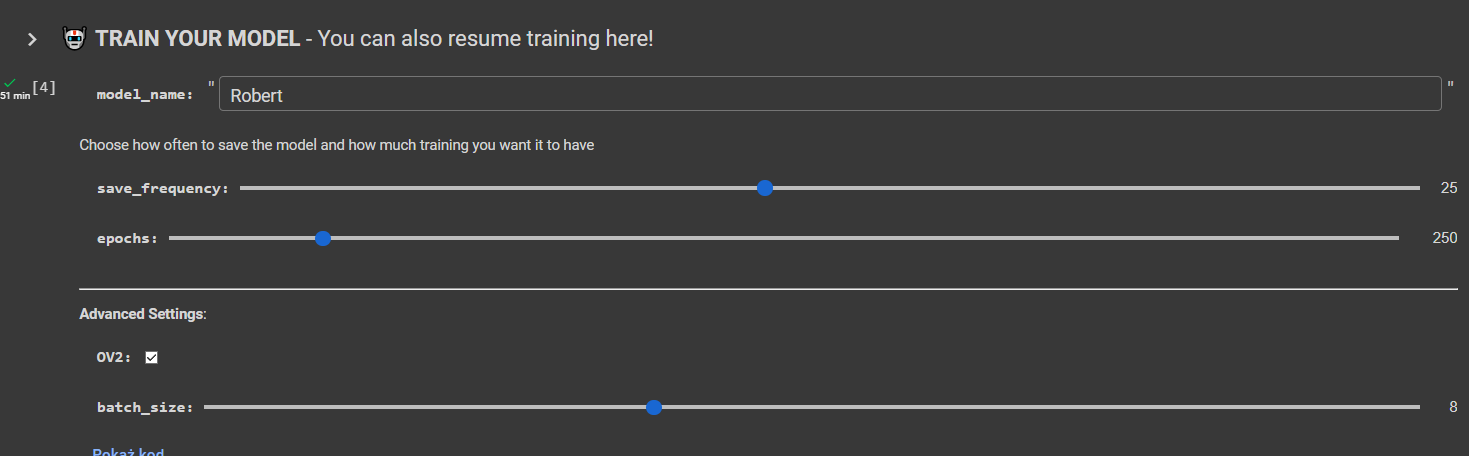 TRAIN YOUR MODEL - You can also resume training here!
51 min [4]
model_name: " Robert "
Choose how often to save the model and how much training you want it to have
save_frequency: 25
epochs: 250
Advanced Settings:
OV2:
batch_size: 8
Pokaż kod